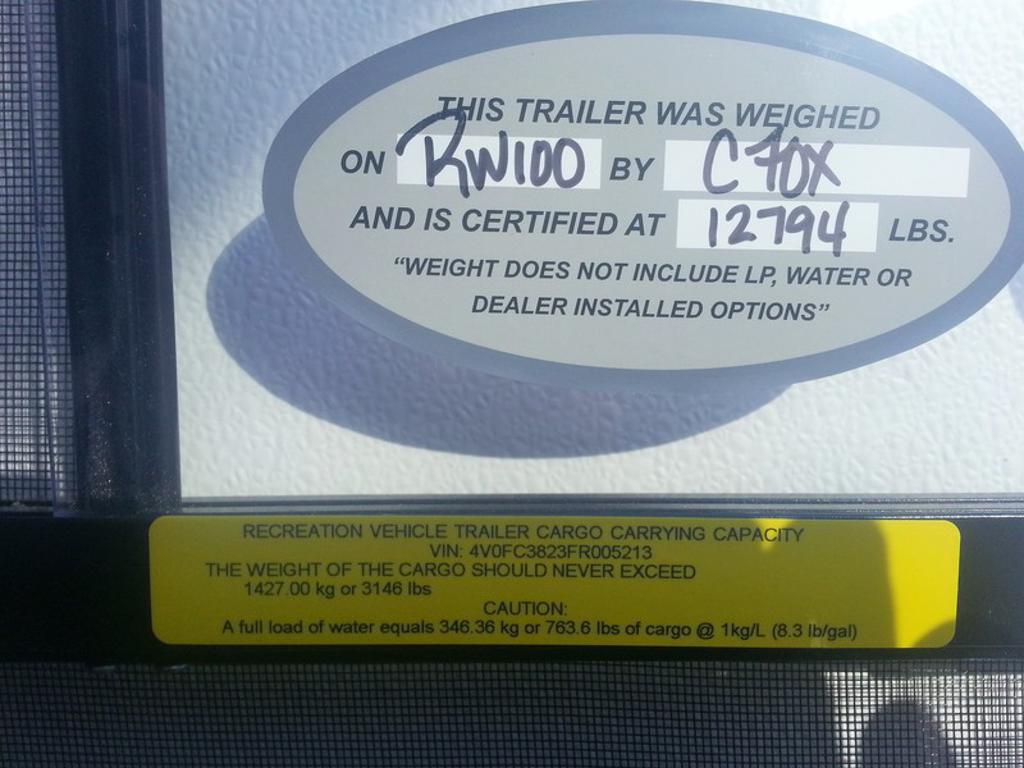 THIS TRAILER WAS WEIGHED
ON RW100 BY C FOX
AND IS CERTIFIED AT 12794 LBS.
"WEIGHT DOES NOT INCLUDE LP, WATER OR
DEALER INSTALLED OPTIONS"
RECREATION VEHICLE TRAILER CARGO CARRYING CAPACITY
VIN: 4V0FC3823FR005213
THE WEIGHT OF THE CARGO SHOULD NEVER EXCEED
1427.00 kg or 3146 lbs
CAUTION:
A full load of water equals 346.36 kg or 763.6 lbs of cargo @ 1kg/L (8.3 lb/gal)